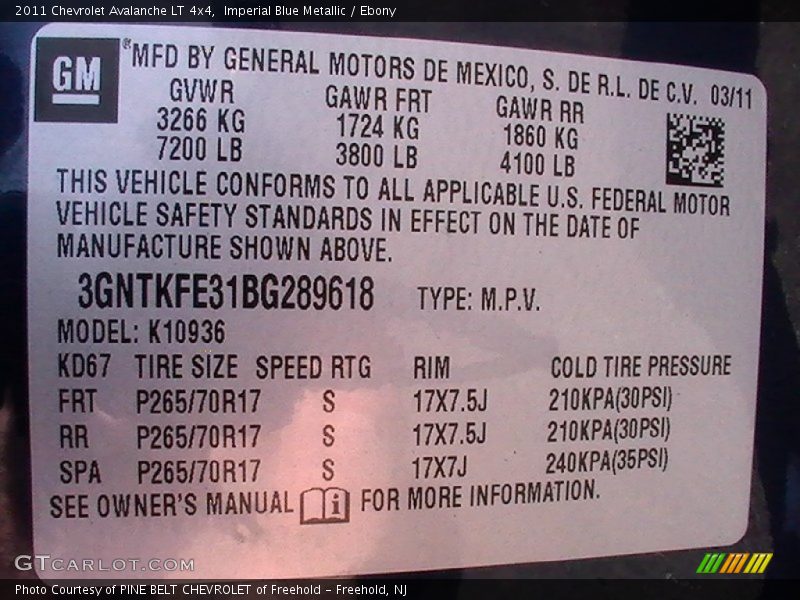 2011 Chevrolet Avalanche LT 4x4,  Imperial Blue Metallic / Ebony
GM ® MFD BY GENERAL MOTORS DE MEXICO, S. DE R.L. DE C.V. 03/11
GVWR GAWR FRT GAWR RR
3266 KG 1724 KG 1860 KG
7200 LB 3800 LB 4100 LB
THIS VEHICLE CONFORMS TO ALL APPLICABLE U.S. FEDERAL MOTOR
VEHICLE SAFETY STANDARDS IN EFFECT ON THE DATE OF
MANUFACTURE SHOWN ABOVE.
3GNTKFE31BG289618 TYPE: M.P.V.
MODEL: K10936
KD67 TIRE SIZE SPEED RTG RIM COLD TIRE PRESSURE
FRT P265/70R17 S 17X7.5J 210KPA(30PSI)
RR P265/70R17 S 17X7.5J 210KPA(30PSI)
SPA P265/70R17 S 17X7J 240KPA(35PSI)
SEE OWNER'S MANUAL i FOR MORE INFORMATION.
GTCARLOT.COM
Photo Courtesy of PINE BELT CHEVROLET of Freehold - Freehold, NJ